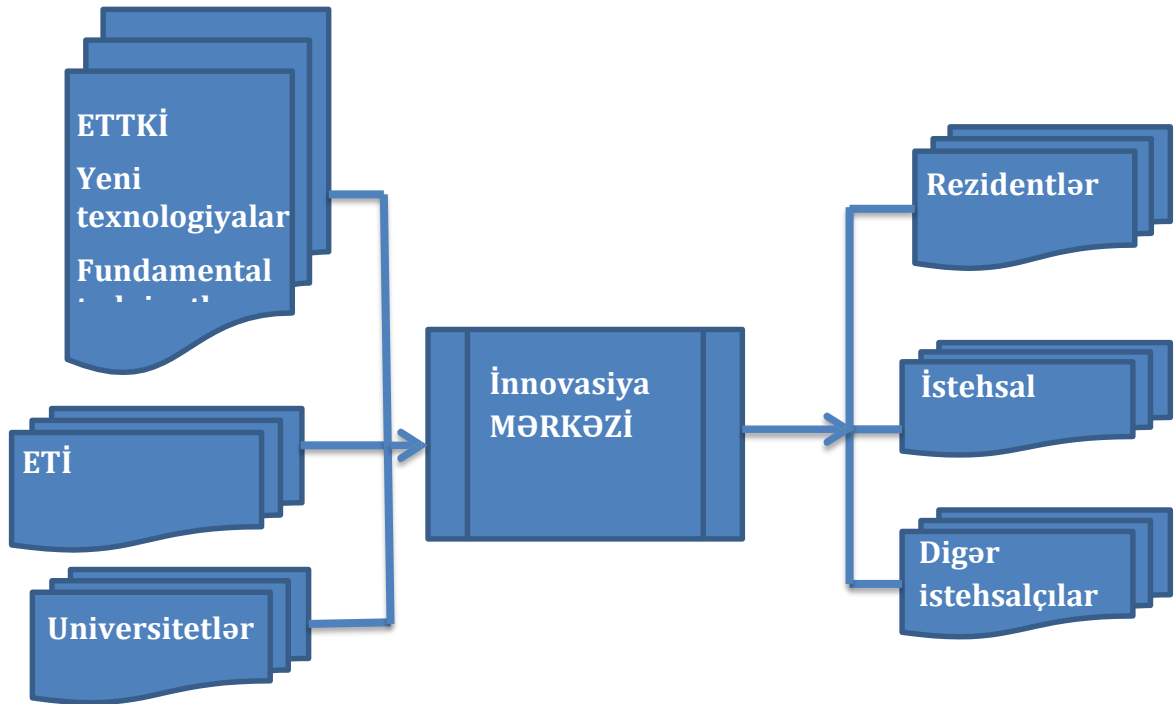 ETTKİ
Yeni
texnologiyalar
Fundamental
ETİ
Universitetlər
İnnovasiya
MƏRKƏZİ
Rezidentlər
İstehsal
Digər
istehsalçılar